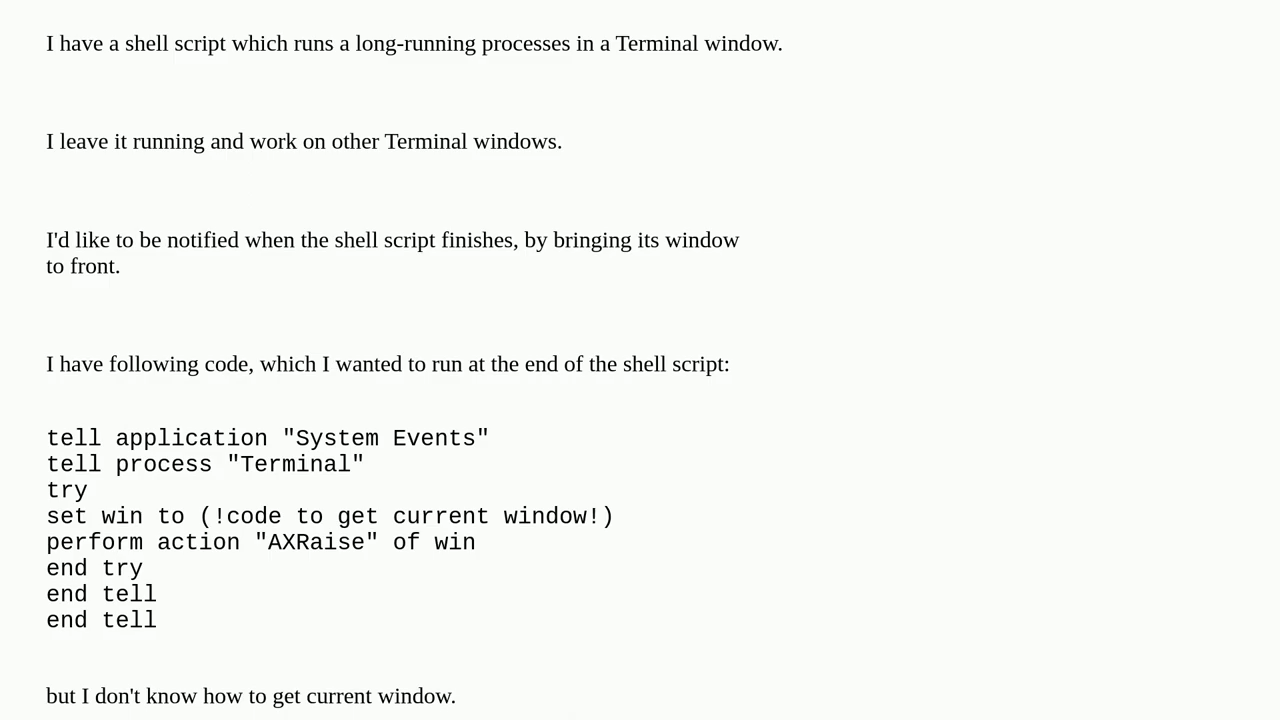 I have a shell script which runs a long-running processes in a Terminal window.
I leave it running and work on other Terminal windows.
I'd like to be notified when the shell script finishes, by bringing its window
to front.
I have following code, which I wanted to run at the end of the shell script:
tell application "System Events"
tell process "Terminal"
try
set win to (!code to get current window!)
perform action "AXRaise" of win
end try
end tell
end tell
but I don't know how to get current window.